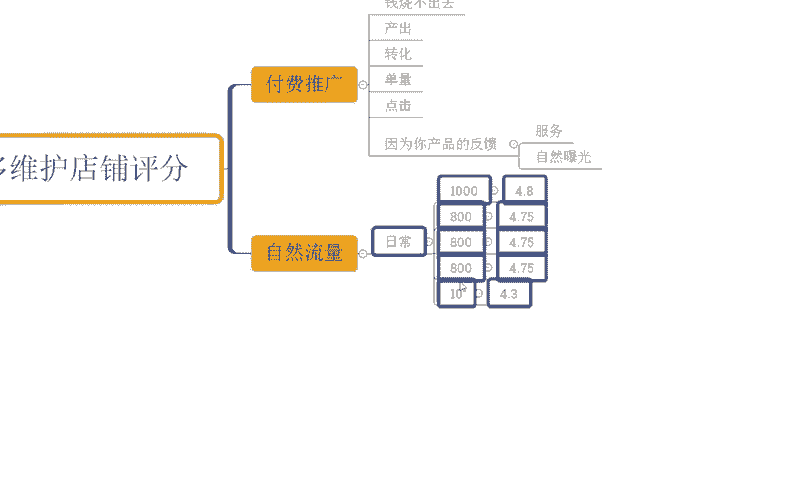 钱烧不出去
产出
付费推广
转化
单量
点击
因为你产品的反馈
服务
自然曝光
维护店铺评分
自然流量
日常
1000 4.8
800 4.75
800 4.75
800 4.75
10 4.3